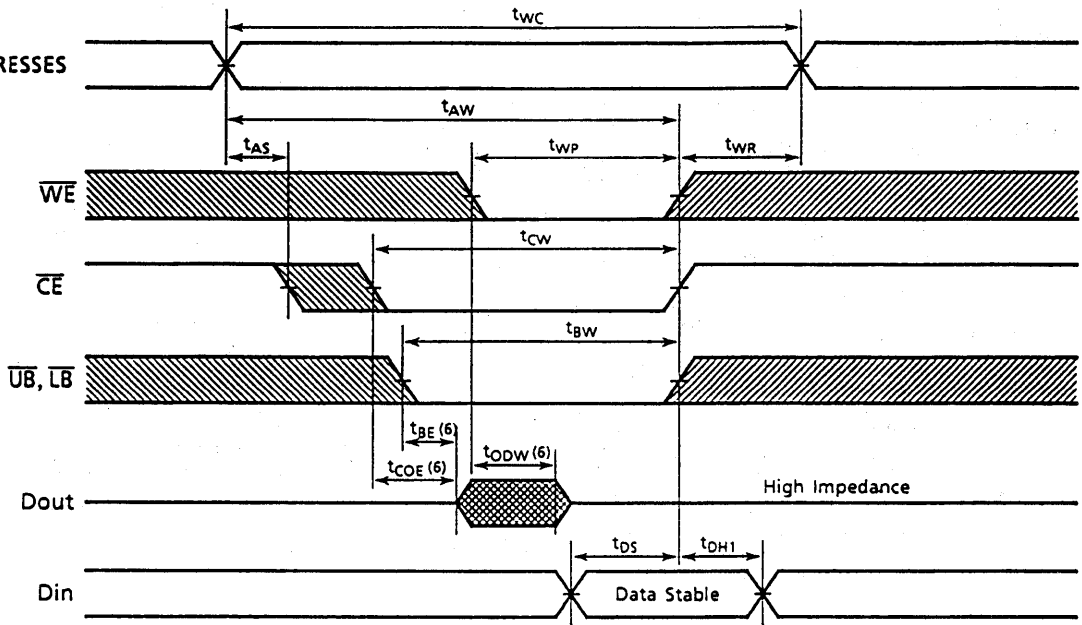 tWC
RESSES
tAW
tAS
tWP
tWR
WE
tCW
CE
tBW
UB, LB
tBE (6)
tCOE (6)
tODW (6)
Dout
High Impedance
tDS
tDH1
Din
Data Stable